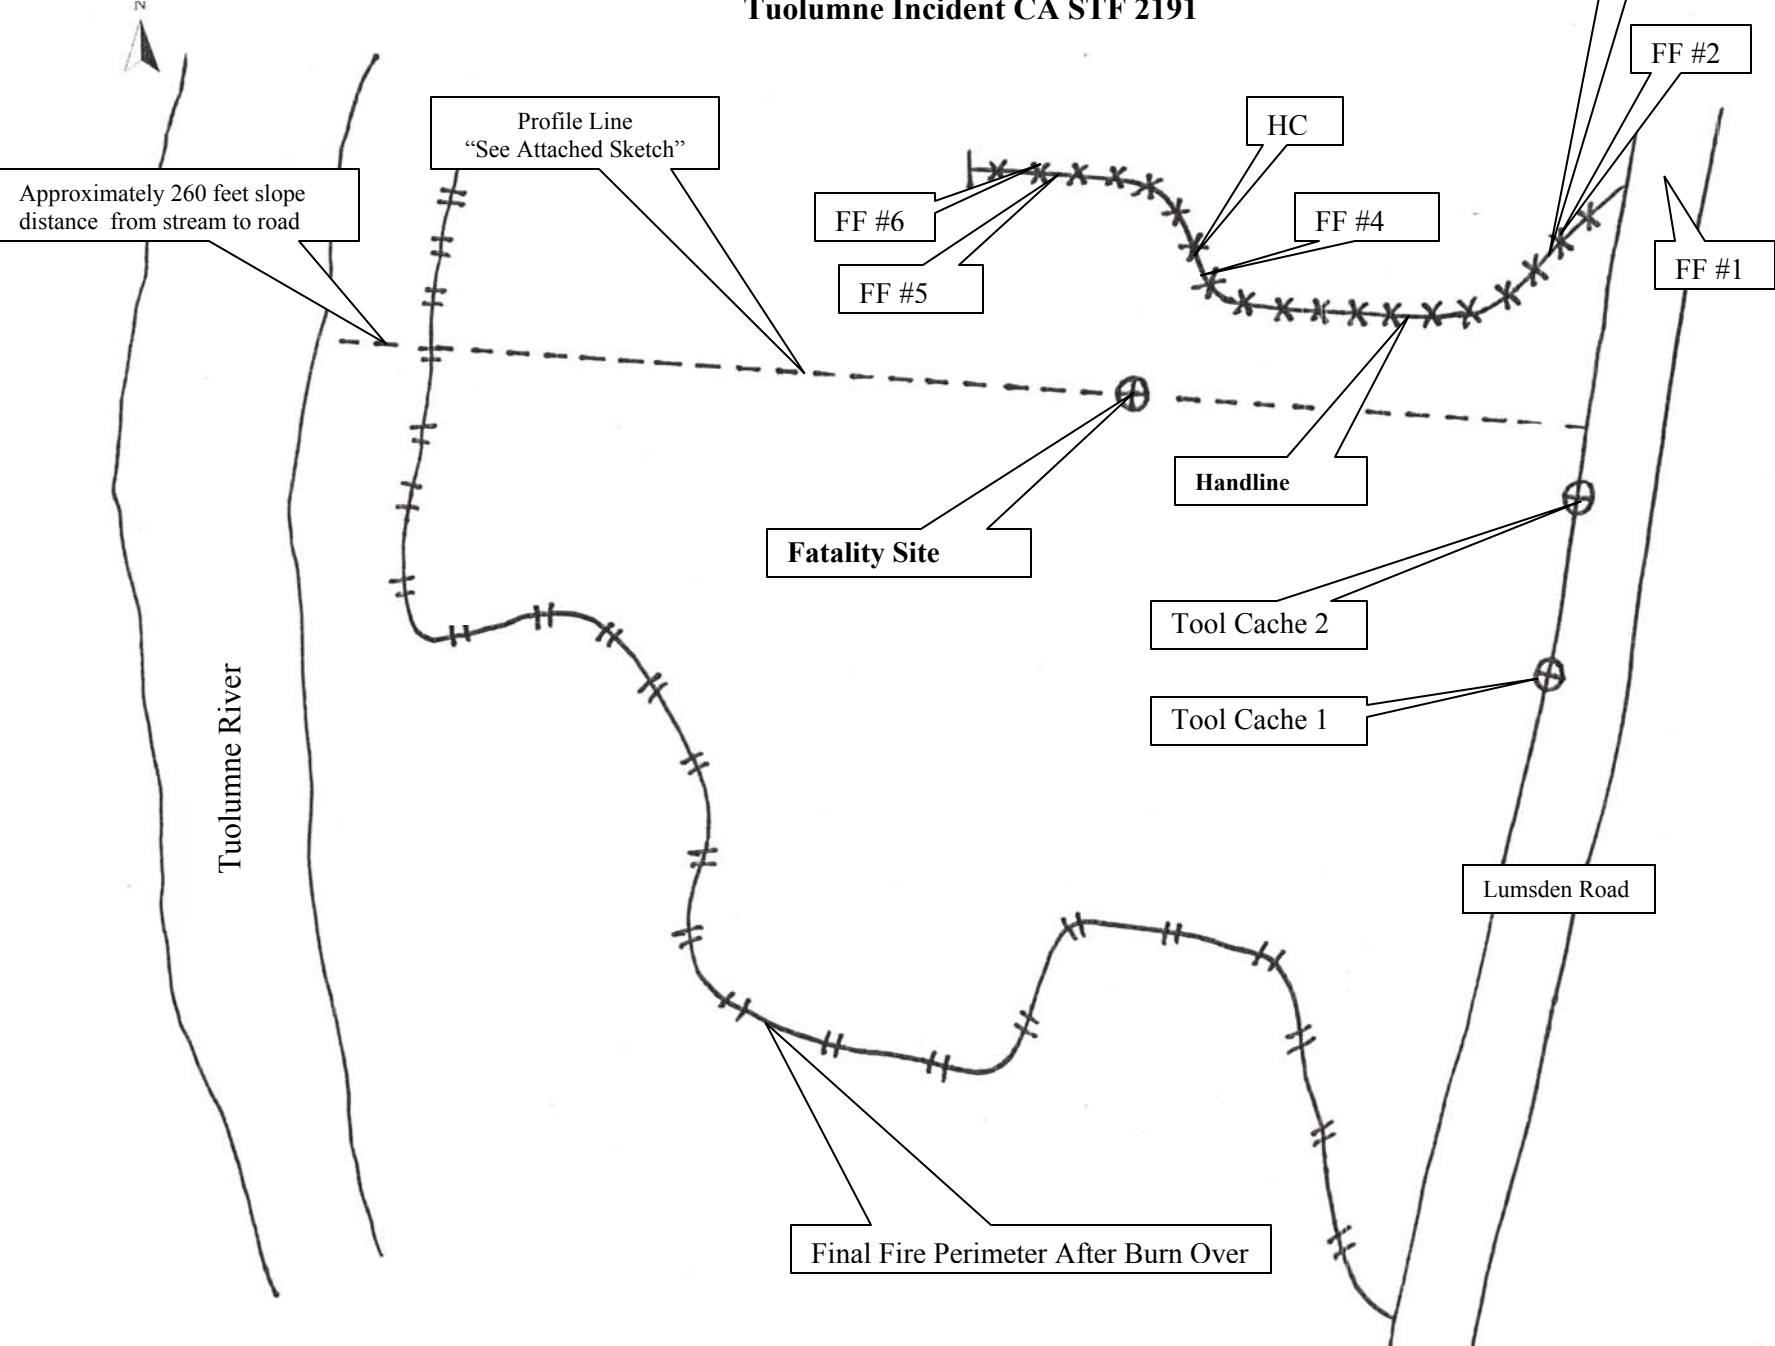 Tuolumne Incident CA STF 2191
N
FF #2
Profile Line
“See Attached Sketch”
HC
Approximately 260 feet slope
distance from stream to road
FF #6
FF #4
FF #1
FF #5
Handline
Fatality Site
Tool Cache 2
Tool Cache 1
Tuolumne River
Lumsden Road
Final Fire Perimeter After Burn Over